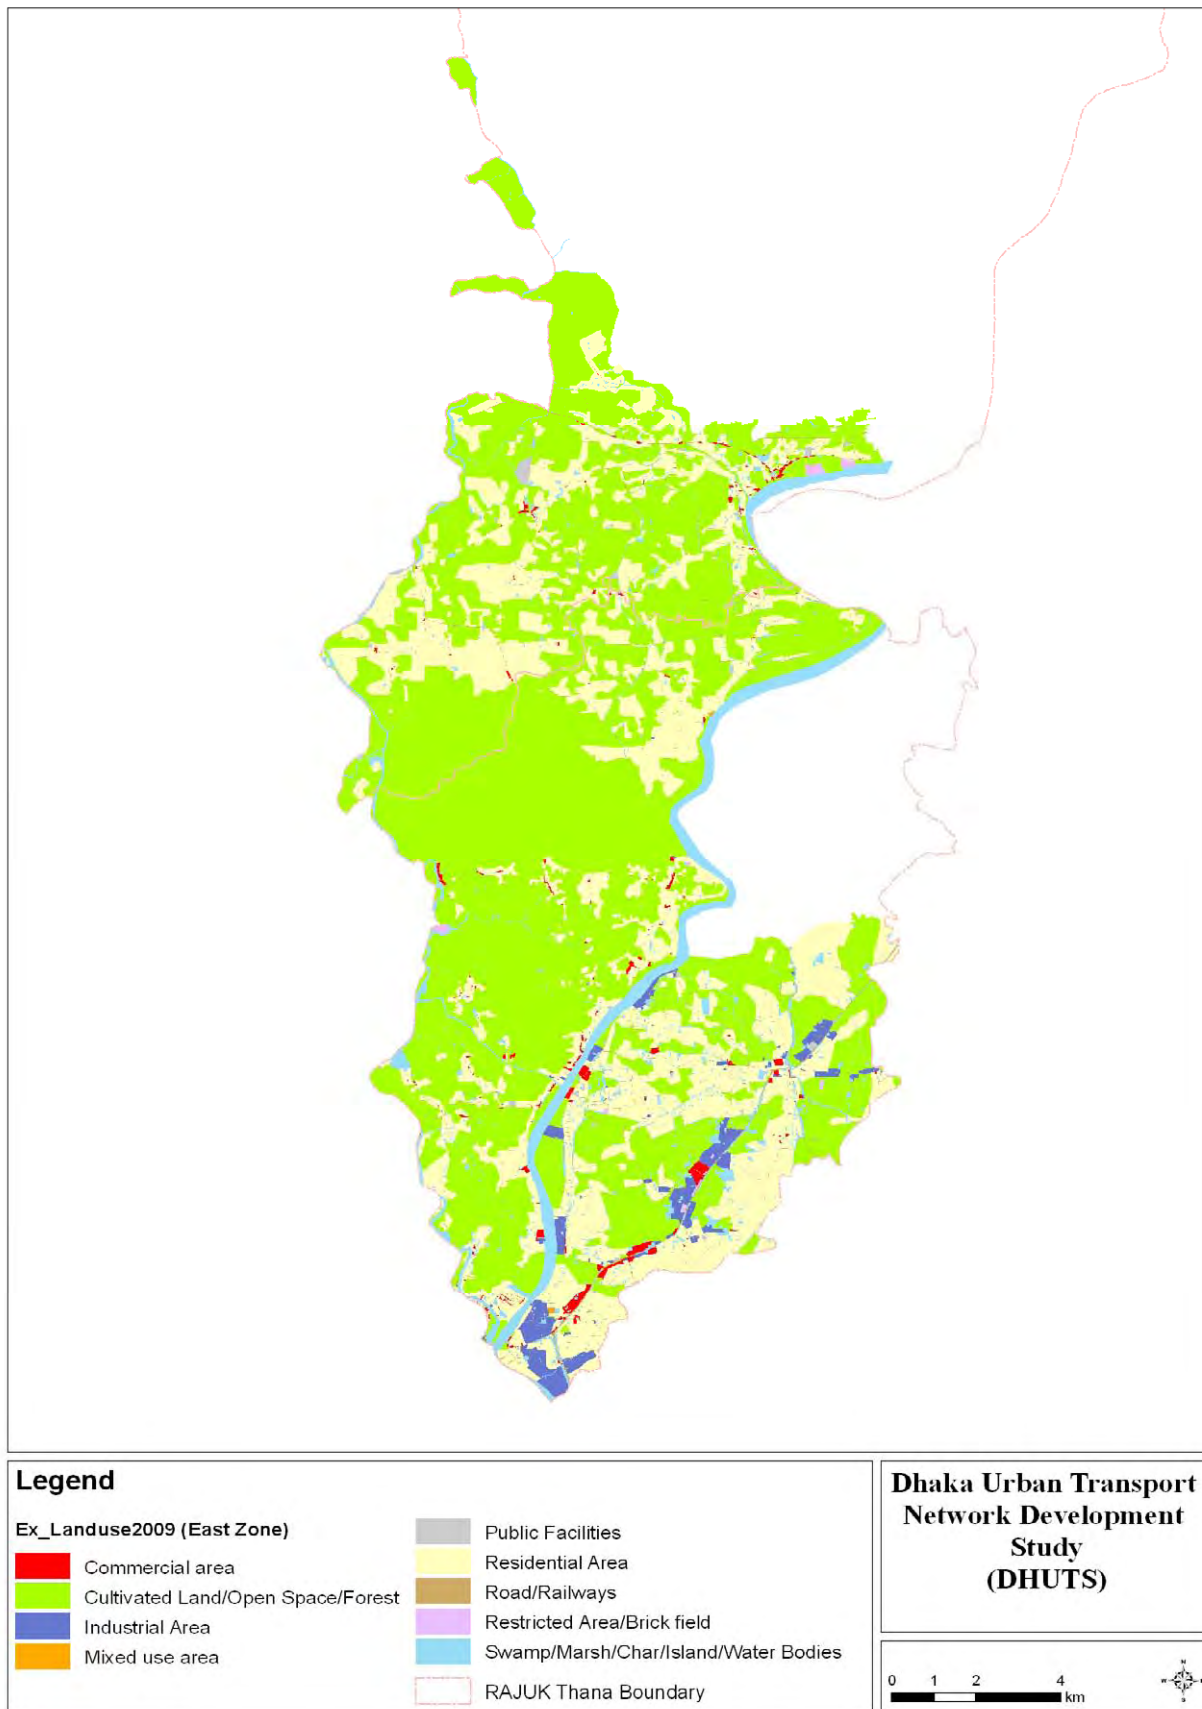 Legend
Ex_Landuse2009 (East Zone)
Commercial area
Cultivated Land/Open Space/Forest
Industrial Area
Mixed use area
Public Facilities
Residential Area
Road/Railways
Restricted Area/Brick field
Swamp/Marsh/Char/Island/Water Bodies
RAJUK Thana Boundary
Dhaka Urban Transport
Network Development
Study
(DHUTS)
0 1 2 4
km
N
S